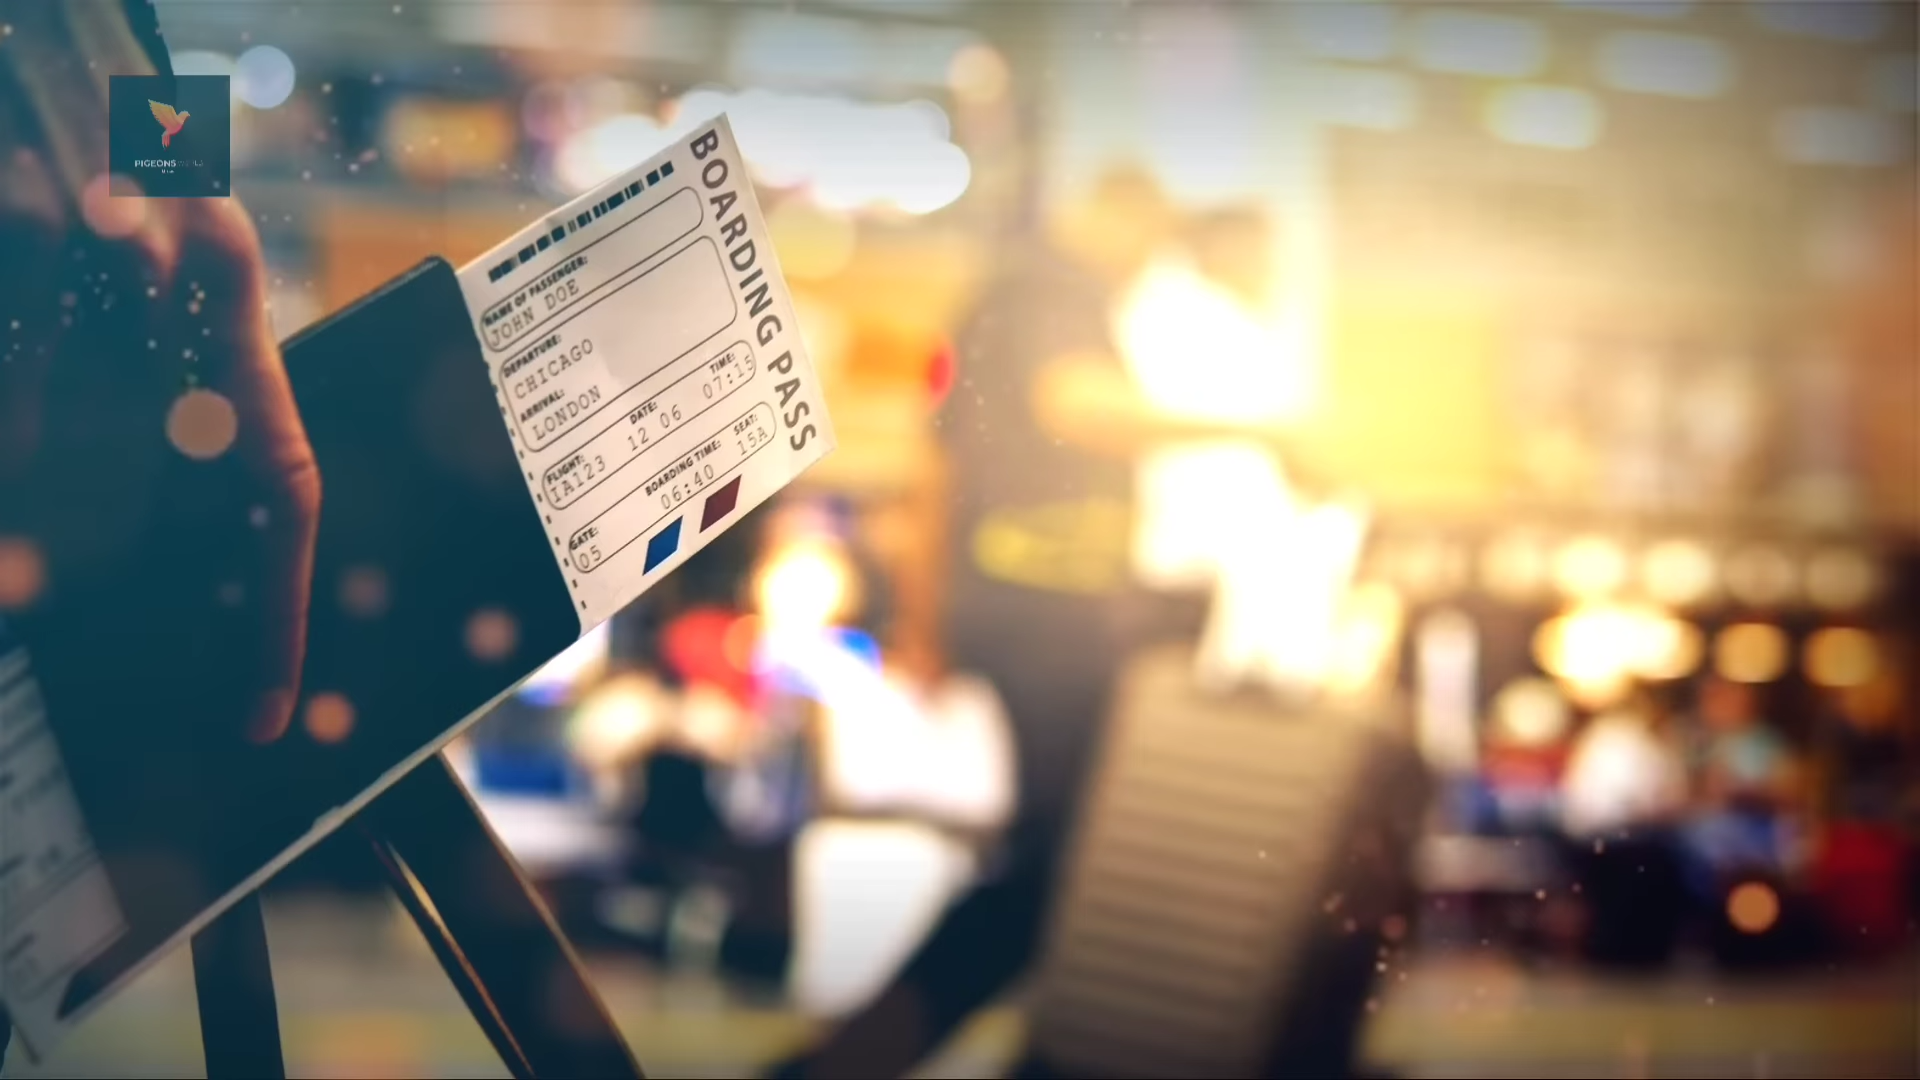 PIGEONS WORLD
BOARDING PASS
NAME OF PASSENGER:
JOHN DOE
DEPARTURE:
CHICAGO
ARRIVAL:
LONDON
FLIGHT: DATE: TIME:
IA123 12 06 07:15
GATE: BOARDING TIME: SEAT:
05 06:40 15A